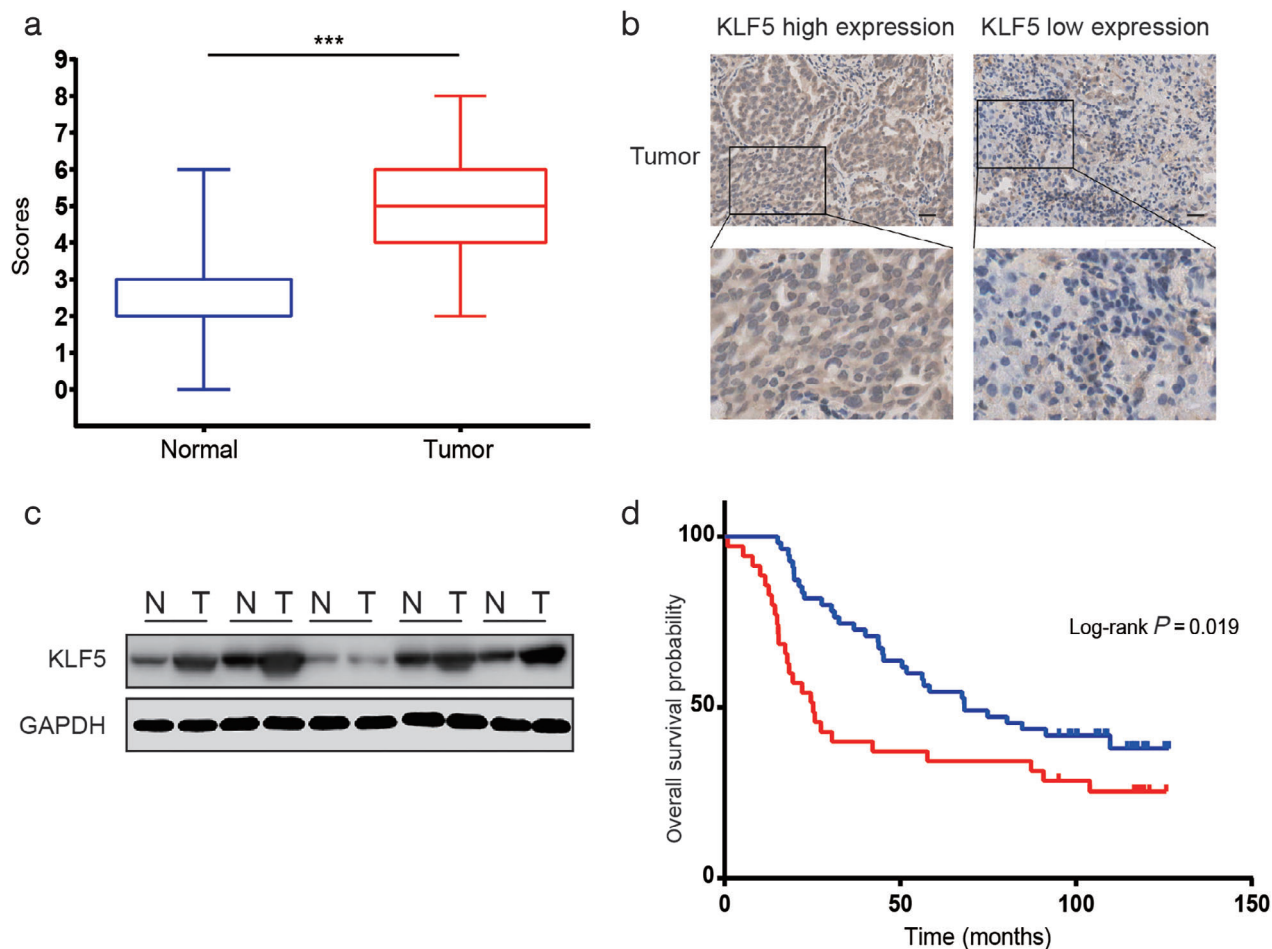 a
***
9
8
7
6
5
4
3
2
1
0
Scores
Normal
Tumor
b
KLF5 high expression
KLF5 low expression
Tumor
c
N T N T N T N T N T
KLF5
GAPDH
d
100
50
0
Overall survival probability
Log-rank P = 0.019
0 50 100 150
Time (months)